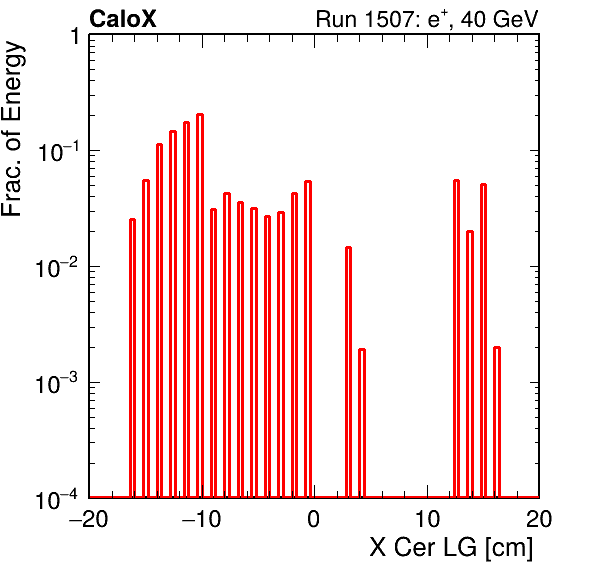 CaloX Run 1507: e⁺, 40 GeV
Frac. of Energy
1
10⁻¹
10⁻²
10⁻³
10⁻⁴
−20 −10 0 10 20
X Cer LG [cm]